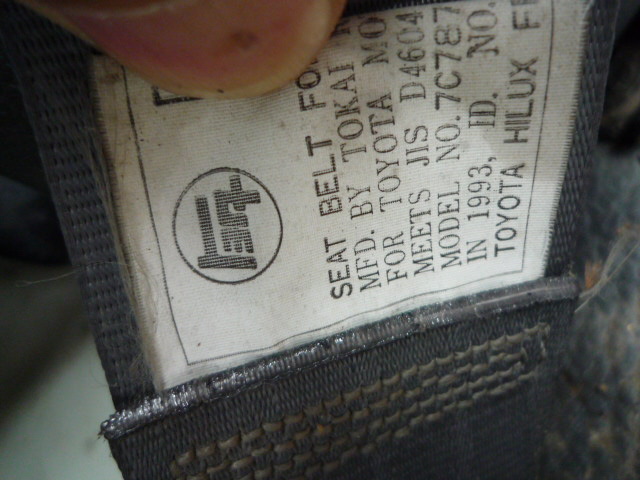 SEAT BELT FO
MFD. BY TOKAI
FOR TOYOTA MO
MEETS JIS D4604
MODEL NO. 7C787
IN 1993, ID. NO.
TOYOTA HILUX